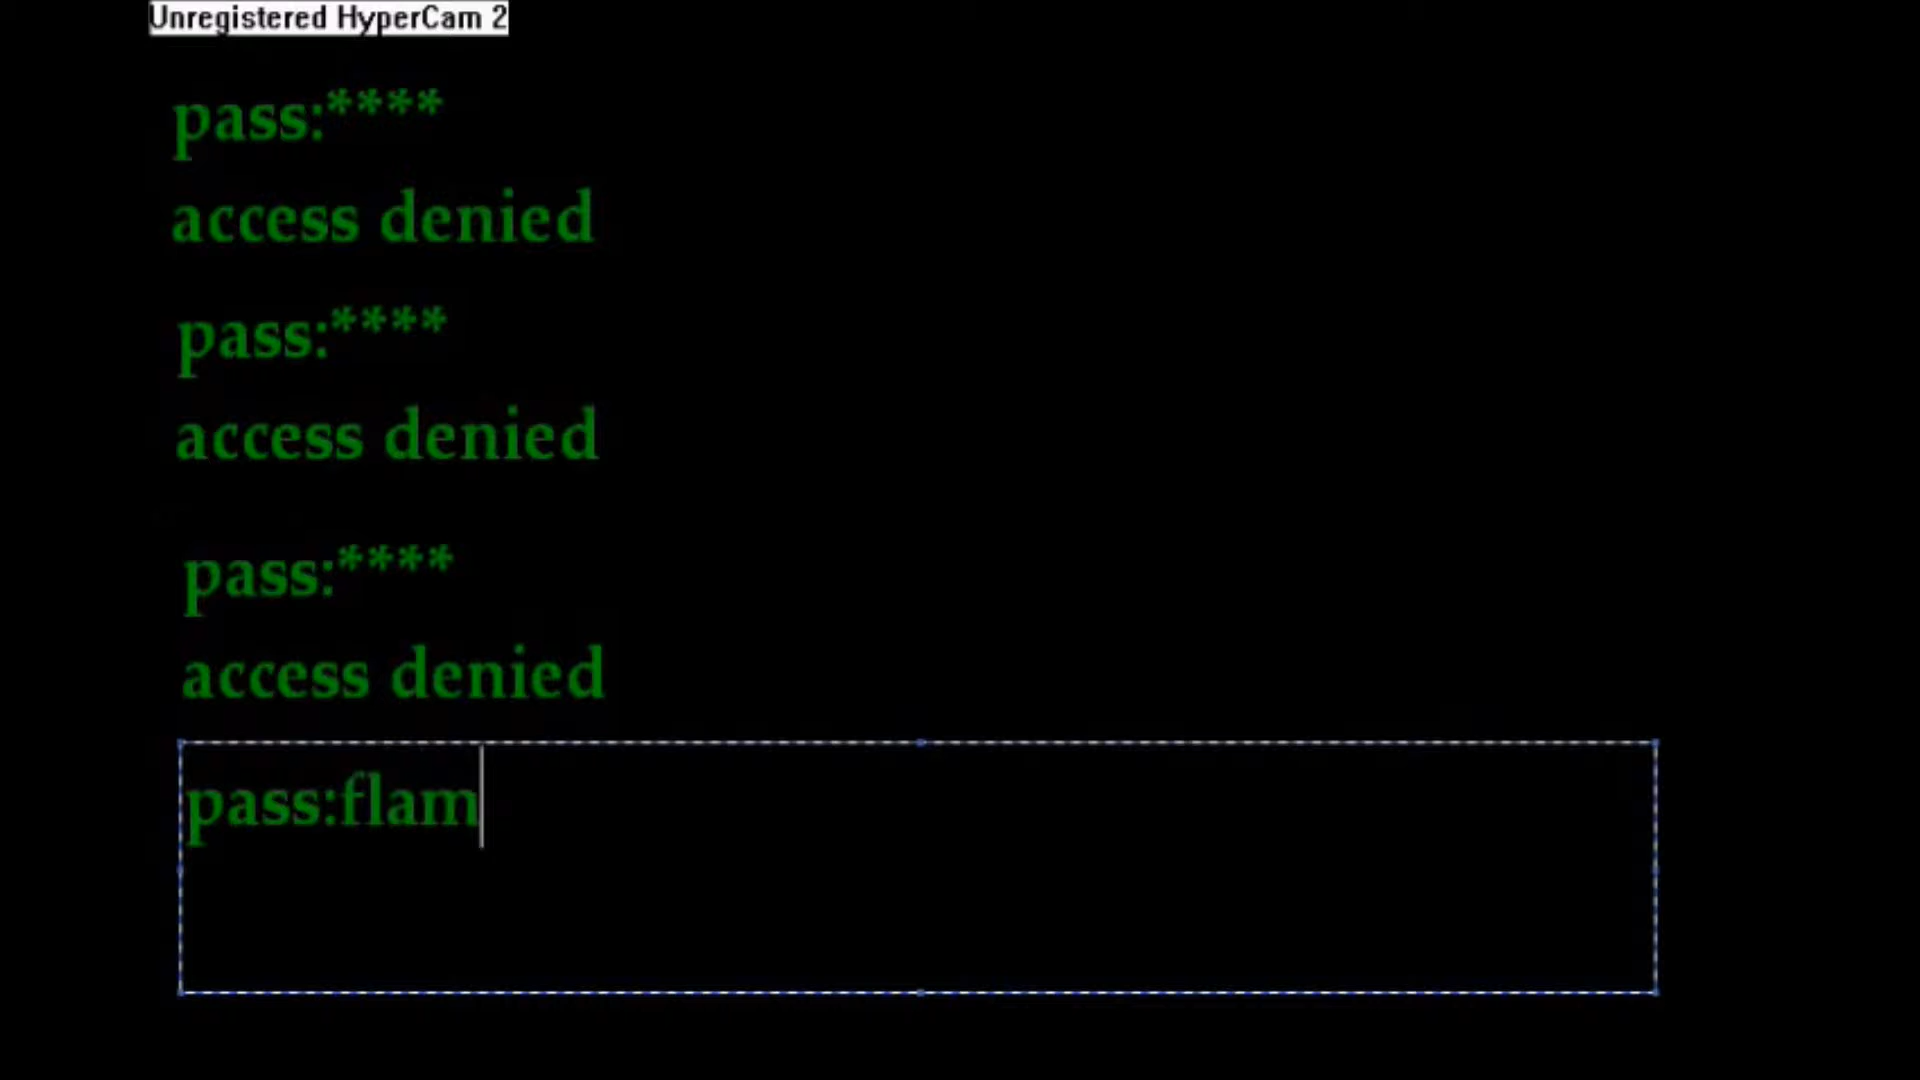 Unregistered HyperCam 2
pass:****
access denied
pass:****
access denied
pass:****
access denied
pass:flam